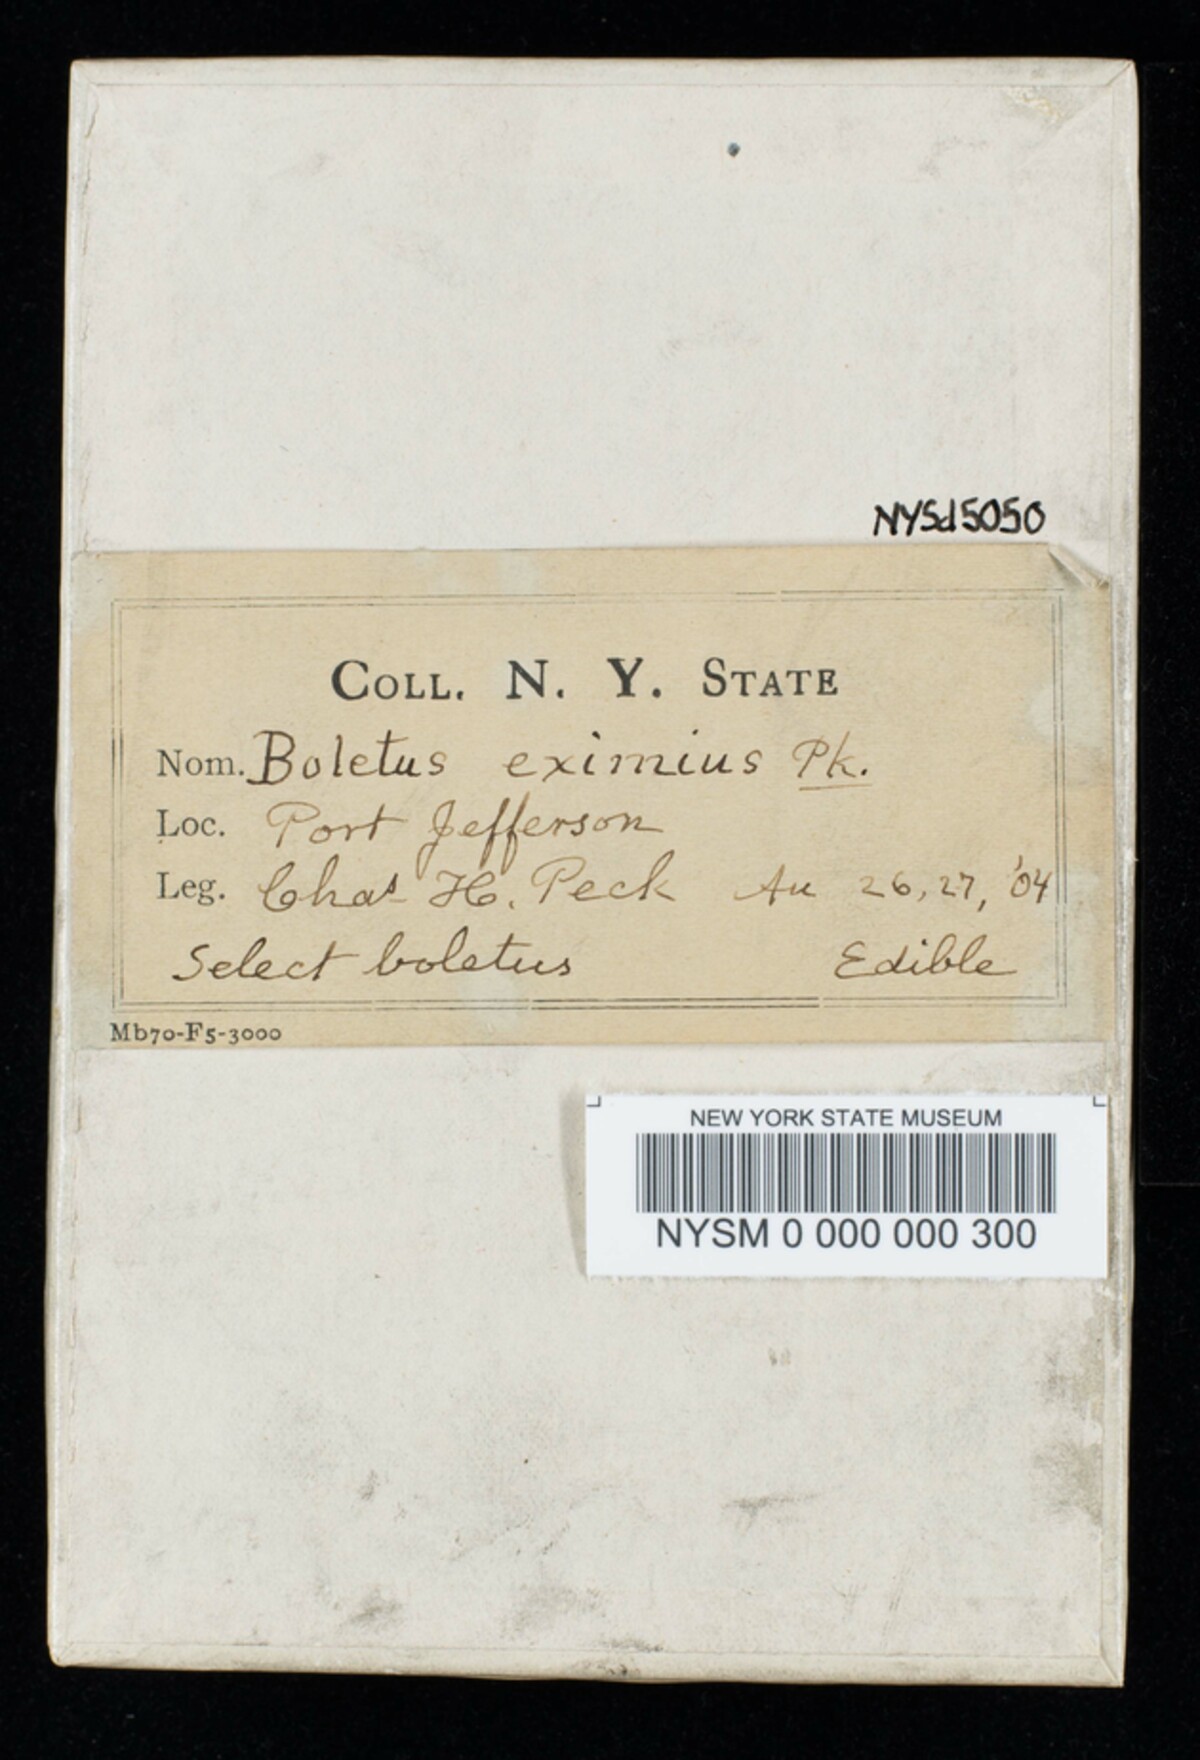 NYSd5050
COLL. N. Y. STATE
Nom. Boletus eximius Pk.
Loc. Port Jefferson
Leg. Chas H. Peck Au 26, 27, '04
Select boletus Edible
Mb70-F5-3000
NEW YORK STATE MUSEUM
NYSM 0 000 000 300